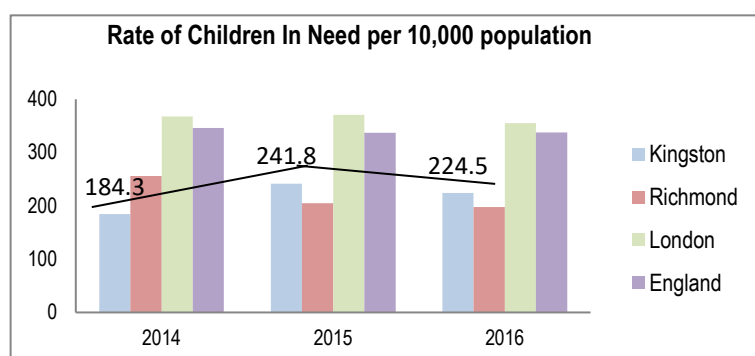 Rate of Children In Need per 10,000 population
400
300
200
100
0
184.3
241.8
224.5
2014
2015
2016
Kingston
Richmond
London
England